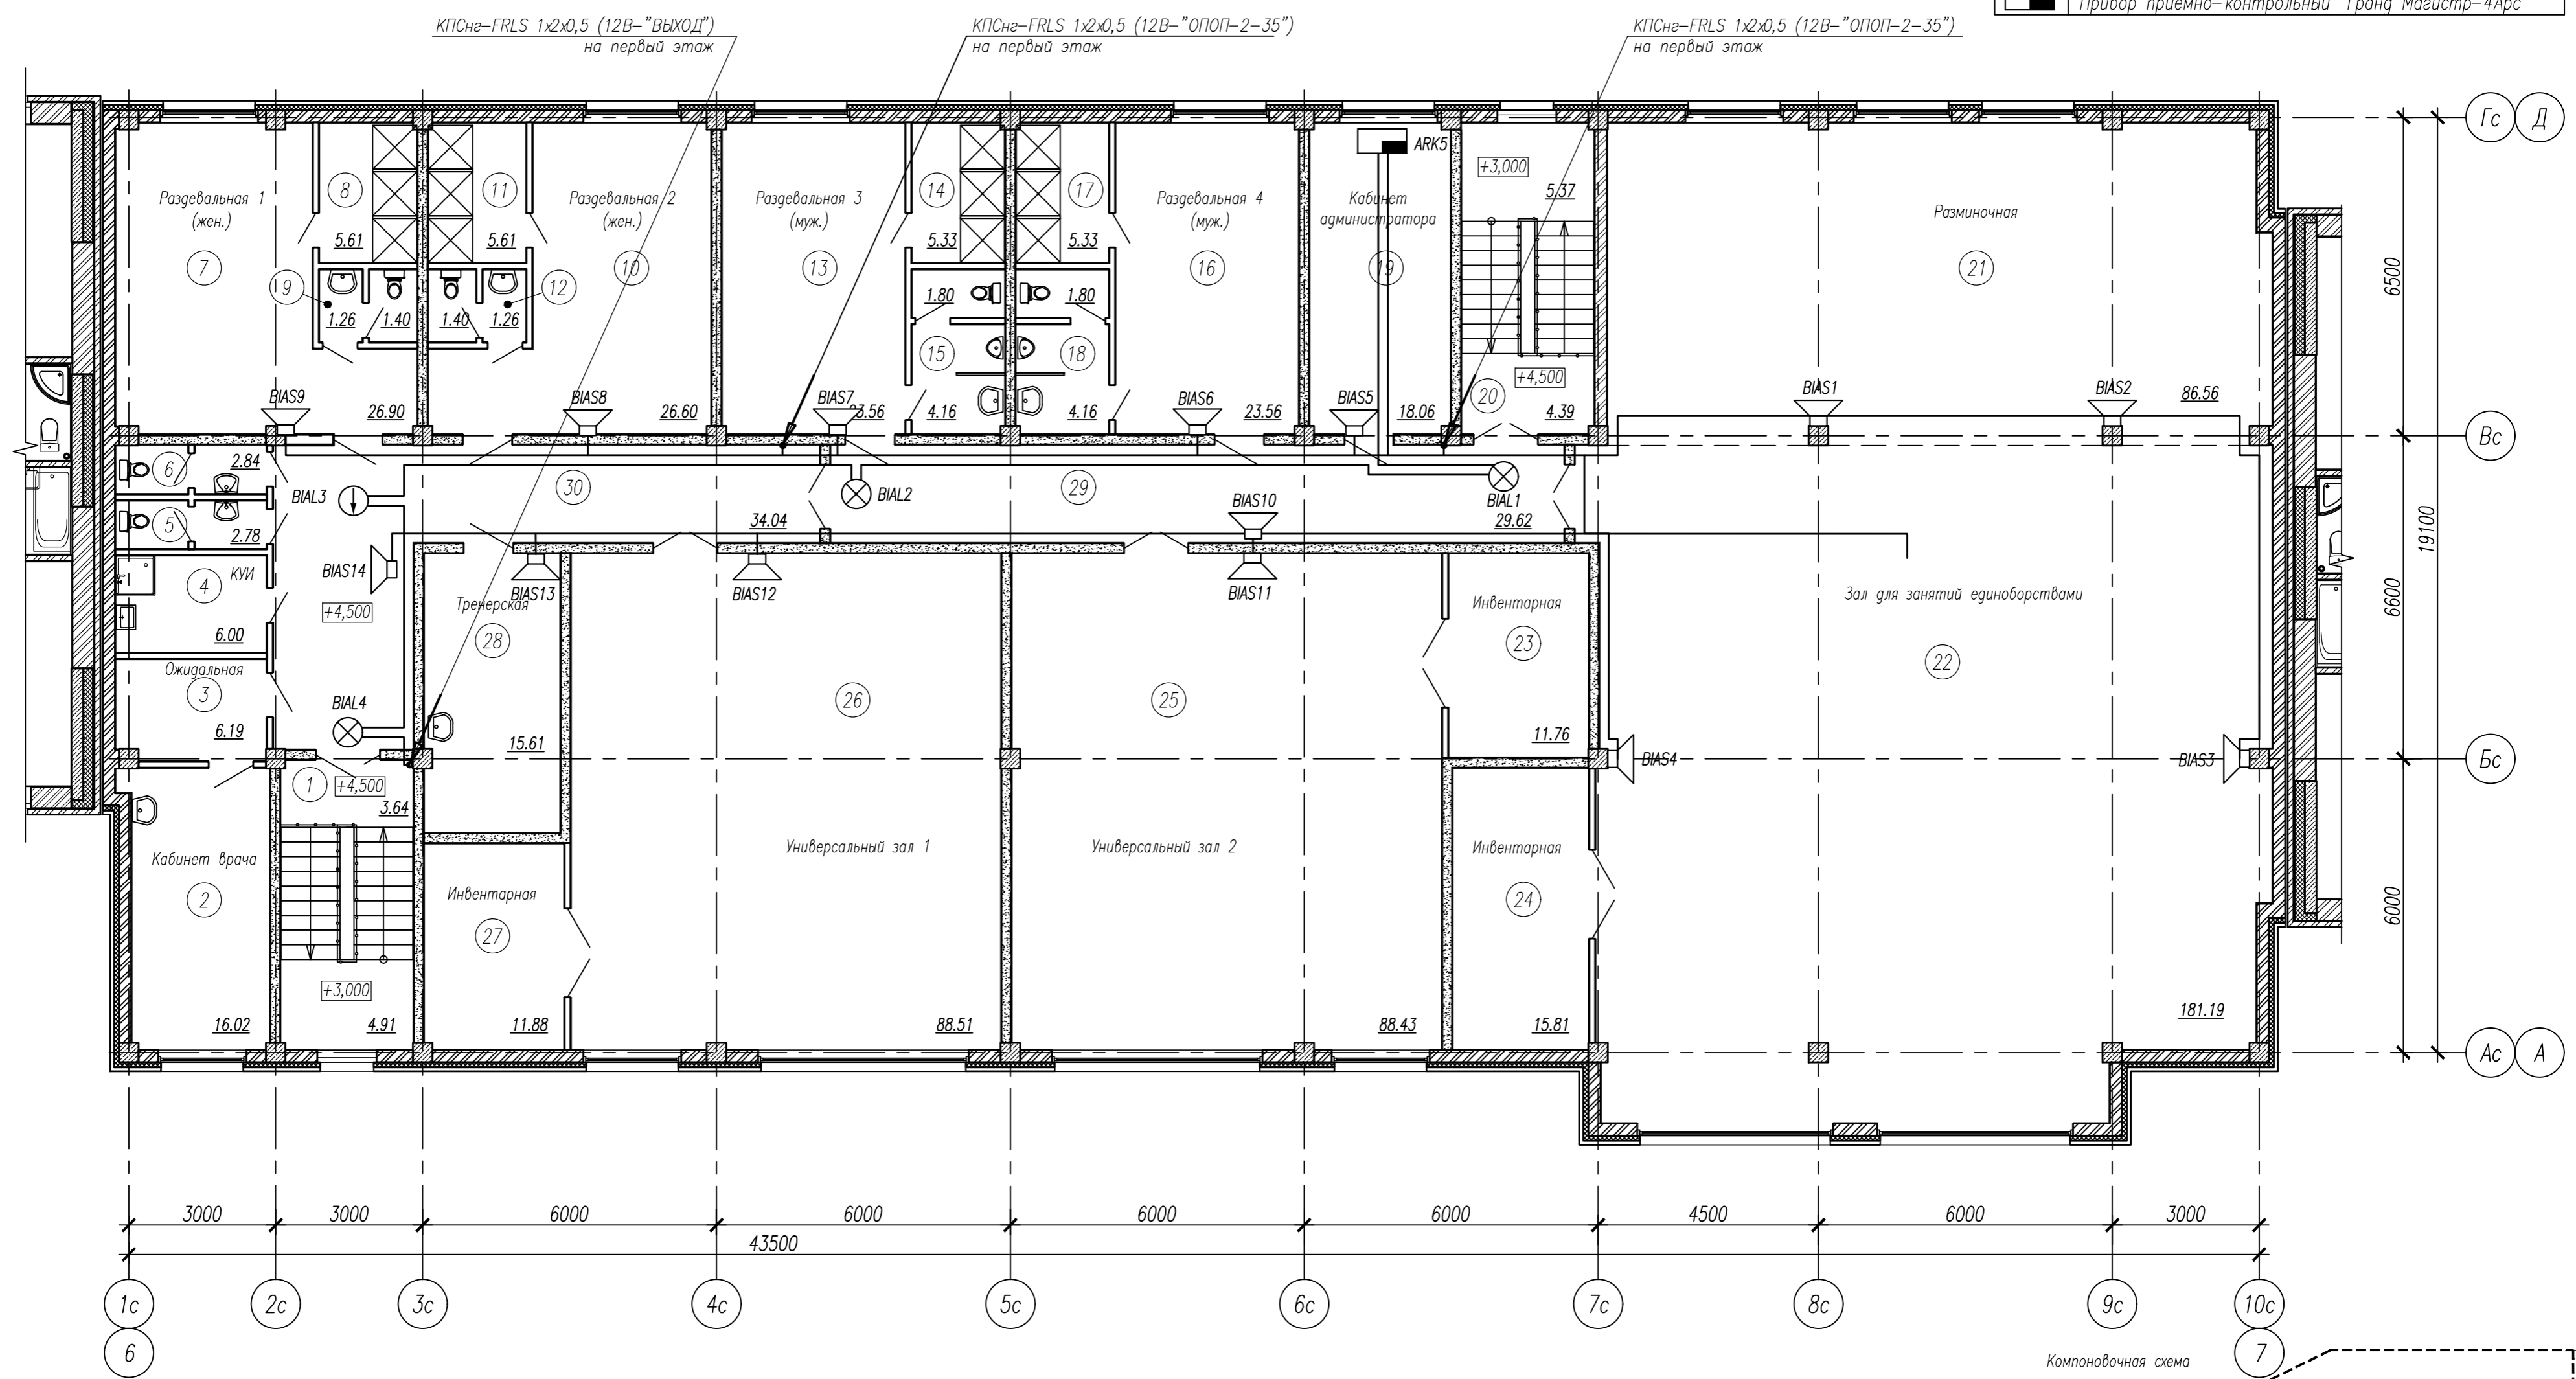 Прибор приемно-контрольный "Гранд Магистр-4Арс"
КПСнг-FRLS 1х2х0,5 (12В-"ВЫХОД")
на первый этаж
КПСнг-FRLS 1х2х0,5 (12В-"ОПОП-2-35")
на первый этаж
КПСнг-FRLS 1х2х0,5 (12В-"ОПОП-2-35")
на первый этаж
Гс Д
Раздевальная 1
(жен.)
7
8
5.61
11
5.61
Раздевальная 2
(жен.)
10
Раздевальная 3
(муж.)
13
14
5.33
17
5.33
Раздевальная 4
(муж.)
16
ARK5
Кабинет
администратора
19
+3,000
5.37
Разминочная
21
6500
9
1.26
1.40
1.40
1.26
12
1.80
1.80
15
18
+4,500
20
BIAS9
26.90
BIAS8
26.60
BIAS7
23.56
4.16
4.16
BIAS6
23.56
BIAS5
18.06
4.39
BIAS1
BIAS2
86.56
Вс
6
2.84
5
2.78
BIAL3
30
34.04
BIAL2
29
BIAS10
BIAL1
29.62
19100
4
КУИ
6.00
BIAS14
+4,500
BIAS13
BIAS12
BIAS11
Тренерская
28
15.61
Инвентарная
23
11.76
Зал для занятий единоборствами
22
6600
Ожидальная
3
6.19
BIAL4
26
25
BIAS4
BIAS3
Бс
1
+4,500
3.64
Кабинет врача
2
16.02
+3,000
4.91
Инвентарная
27
11.88
Универсальный зал 1
88.51
Универсальный зал 2
88.43
Инвентарная
24
15.81
181.19
6000
Ас А
3000 3000 6000 6000 6000 6000 4500 6000 3000
43500
1с 2с 3с 4с 5с 6с 7с 8с 9с 10с
6 7
Компоновочная схема